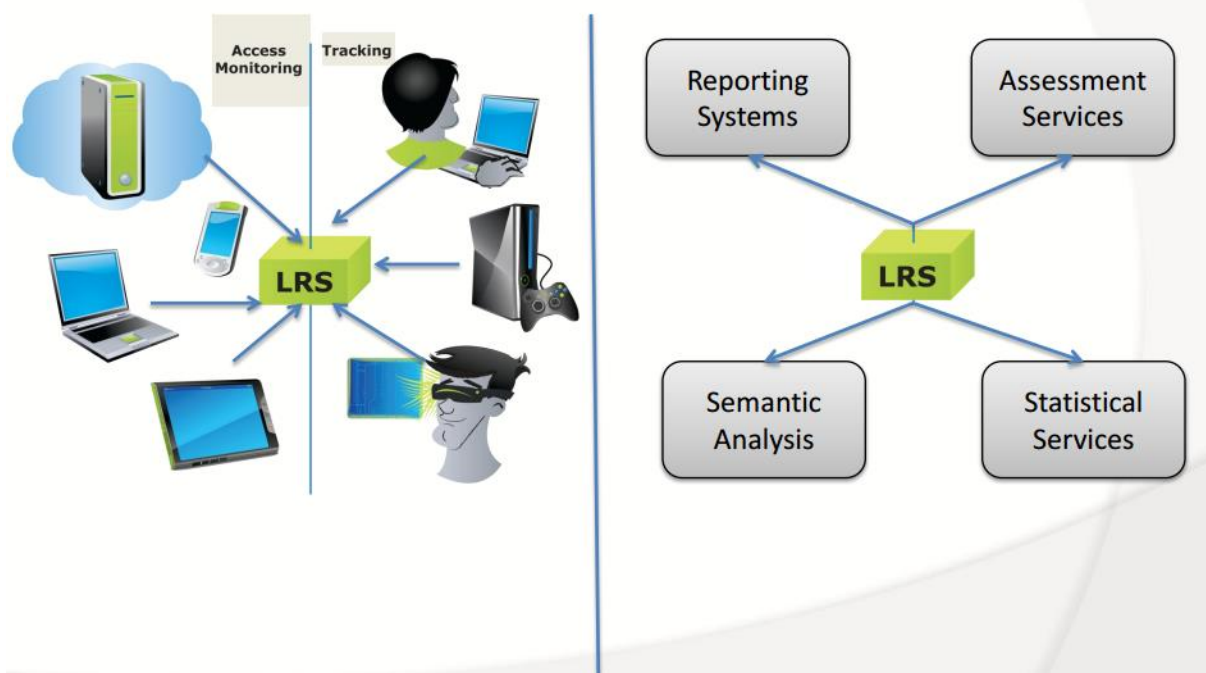 Access
Monitoring
Tracking
LRS
Reporting
Systems
Assessment
Services
LRS
Semantic
Analysis
Statistical
Services